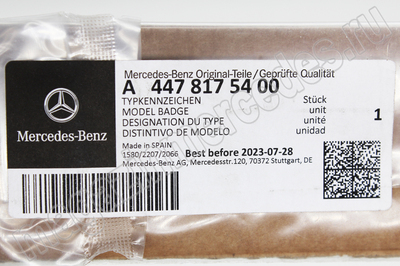 Mercedes-Benz Original-Teile/Geprüfte Qualität
A 447 817 54 00
TYPKENNZEICHEN Stück
MODEL BADGE unit
DESIGNATION DU TYPE unité 1
DISTINTIVO DE MODELO unidad
Mercedes-Benz
Made in SPAIN
1580/2207/2066 Best before 2023-07-28
Mercedes-Benz AG, Mercedesstr.120, 70372 Stuttgart, DE